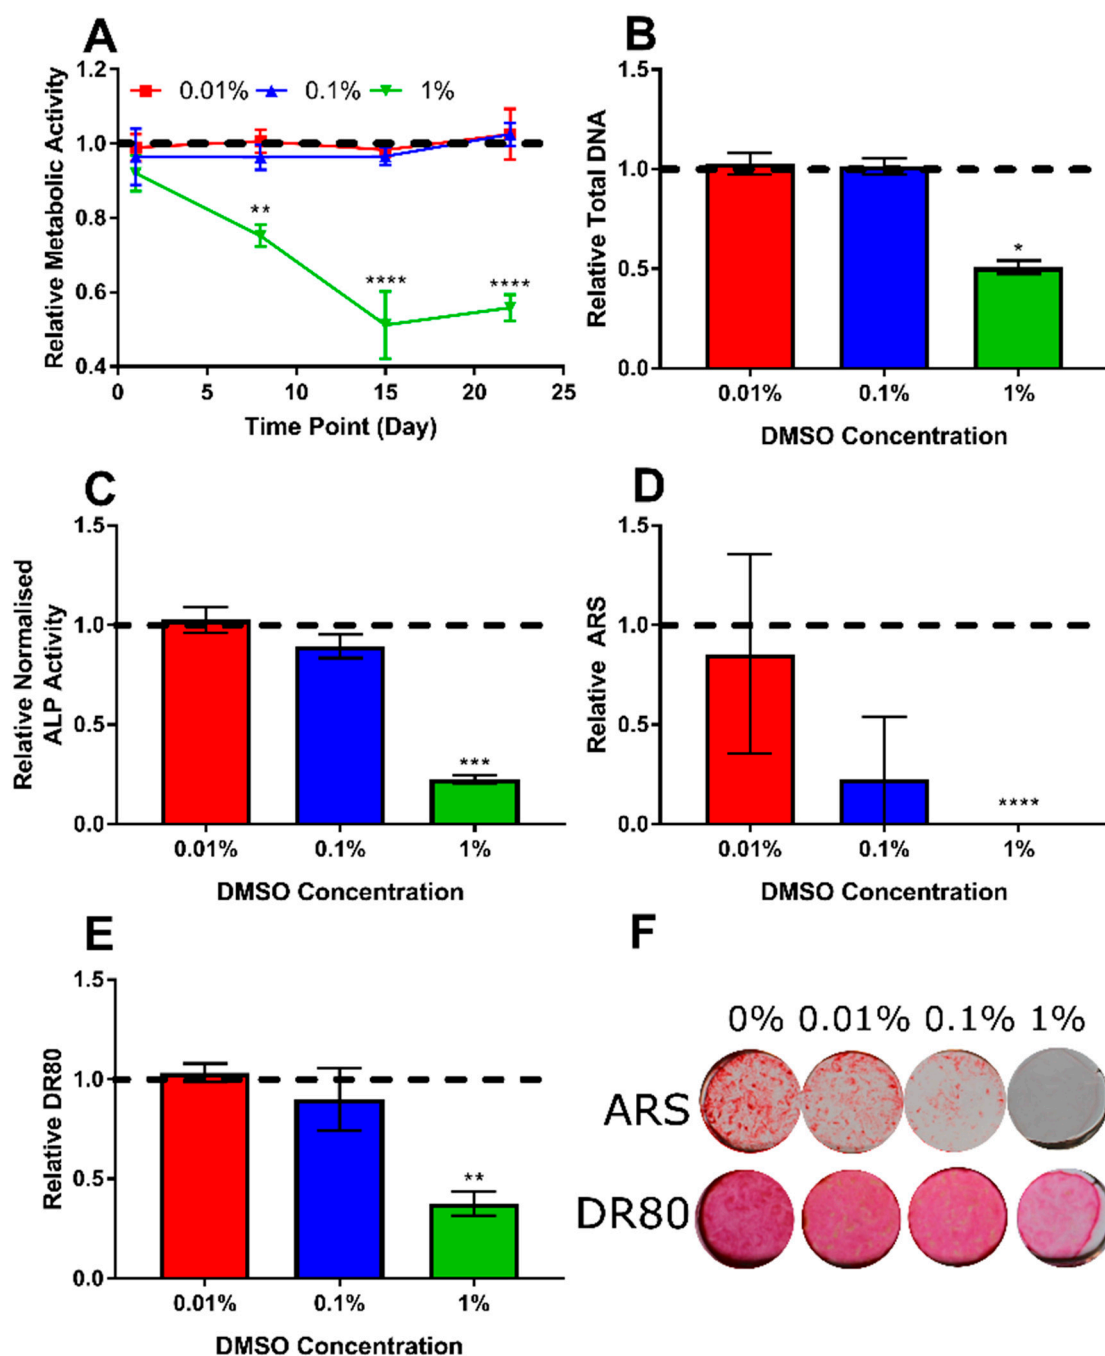 A
0.01% 0.1% 1%
Relative Metabolic Activity
1.2
1.0
0.8
0.6
0.4
**
****
****
0 5 10 15 20 25
Time Point (Day)
B
Relative Total DNA
1.5
1.0
0.5
0.0
*
0.01% 0.1% 1%
DMSO Concentration
C
Relative Normalised
ALP Activity
1.5
1.0
0.5
0.0
***
0.01% 0.1% 1%
DMSO Concentration
D
Relative ARS
1.5
1.0
0.5
0.0
****
0.01% 0.1% 1%
DMSO Concentration
E
Relative DR80
1.5
1.0
0.5
0.0
**
0.01% 0.1% 1%
DMSO Concentration
F
0% 0.01% 0.1% 1%
ARS
DR80